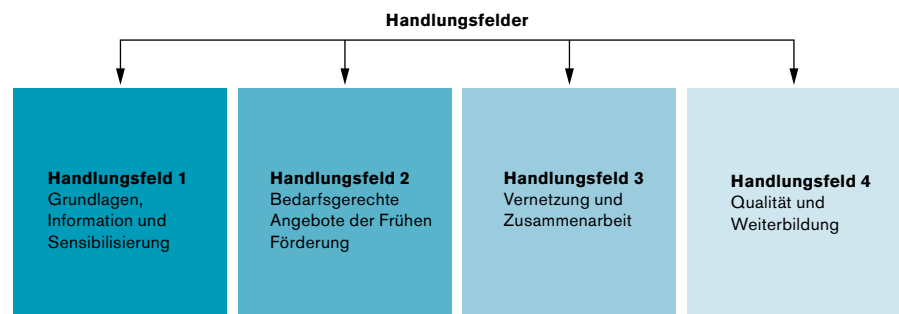 Handlungsfelder
Handlungsfeld 1
Grundlagen,
Information und
Sensibilisierung
Handlungsfeld 2
Bedarfsgerechte
Angebote der Frühen
Förderung
Handlungsfeld 3
Vernetzung und
Zusammenarbeit
Handlungsfeld 4
Qualität und
Weiterbildung